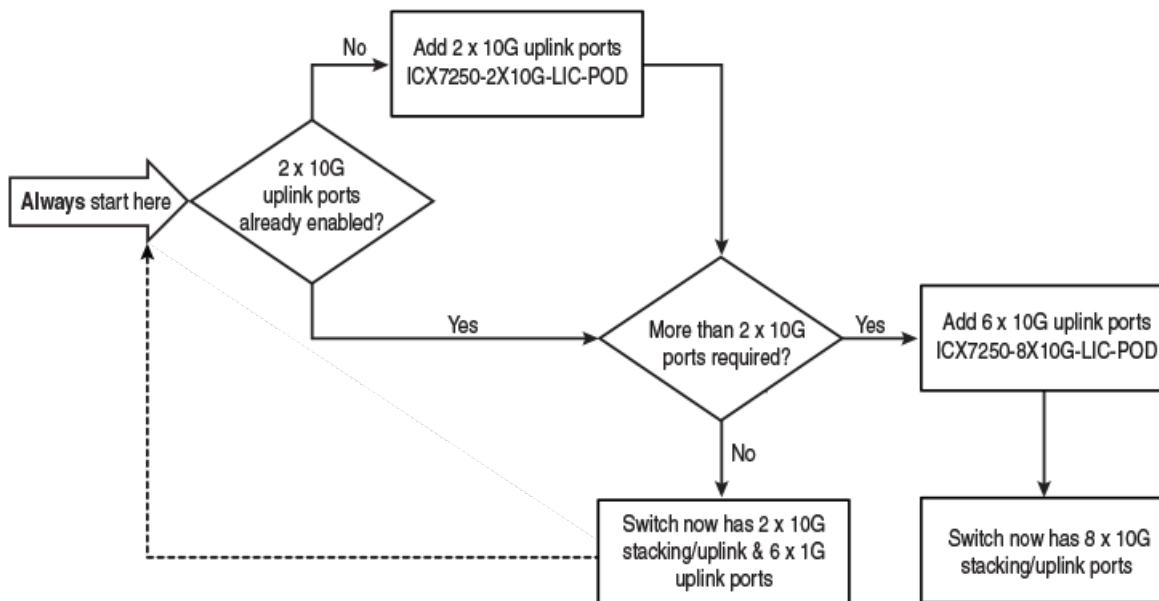 No
Add 2 x 10G uplink ports
ICX7250-2X10G-LIC-POD
Always start here
2 x 10G
uplink ports
already enabled?
Yes
More than 2 x 10G
ports required?
Yes
Add 6 x 10G uplink ports
ICX7250-8X10G-LIC-POD
No
Switch now has 2 x 10G
stacking/uplink & 6 x 1G
uplink ports
Switch now has 8 x 10G
stacking/uplink ports